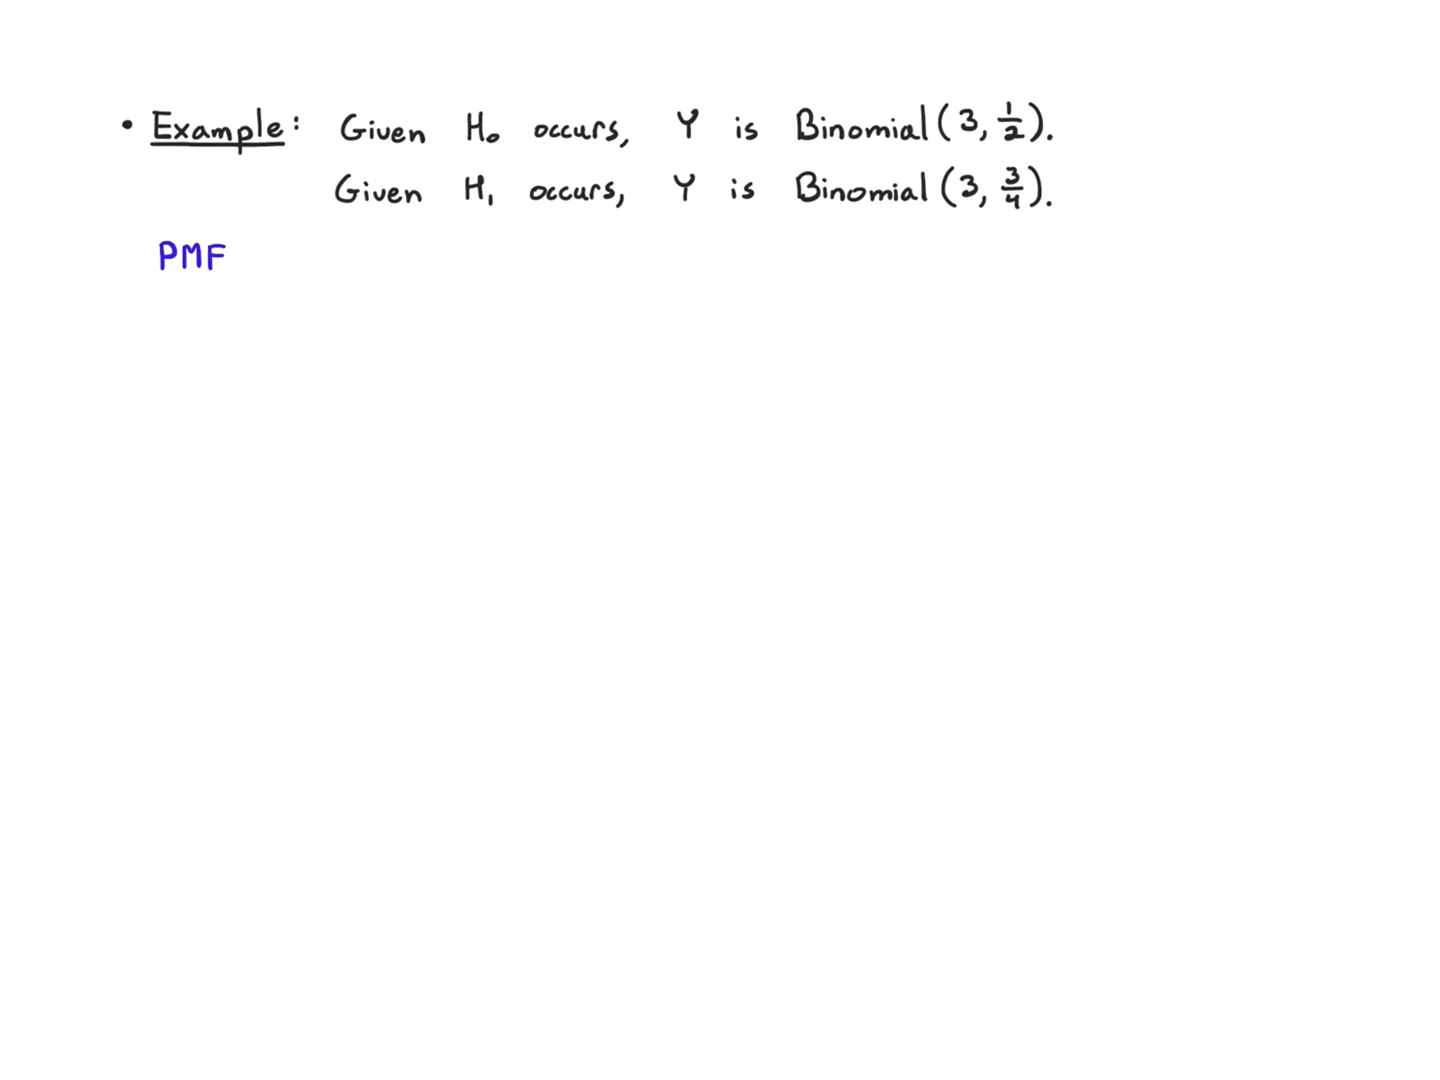 • Example: Given H₀ occurs, Y is Binomial(3, 1/2).
Given H₁ occurs, Y is Binomial(3, 3/4).
PMF